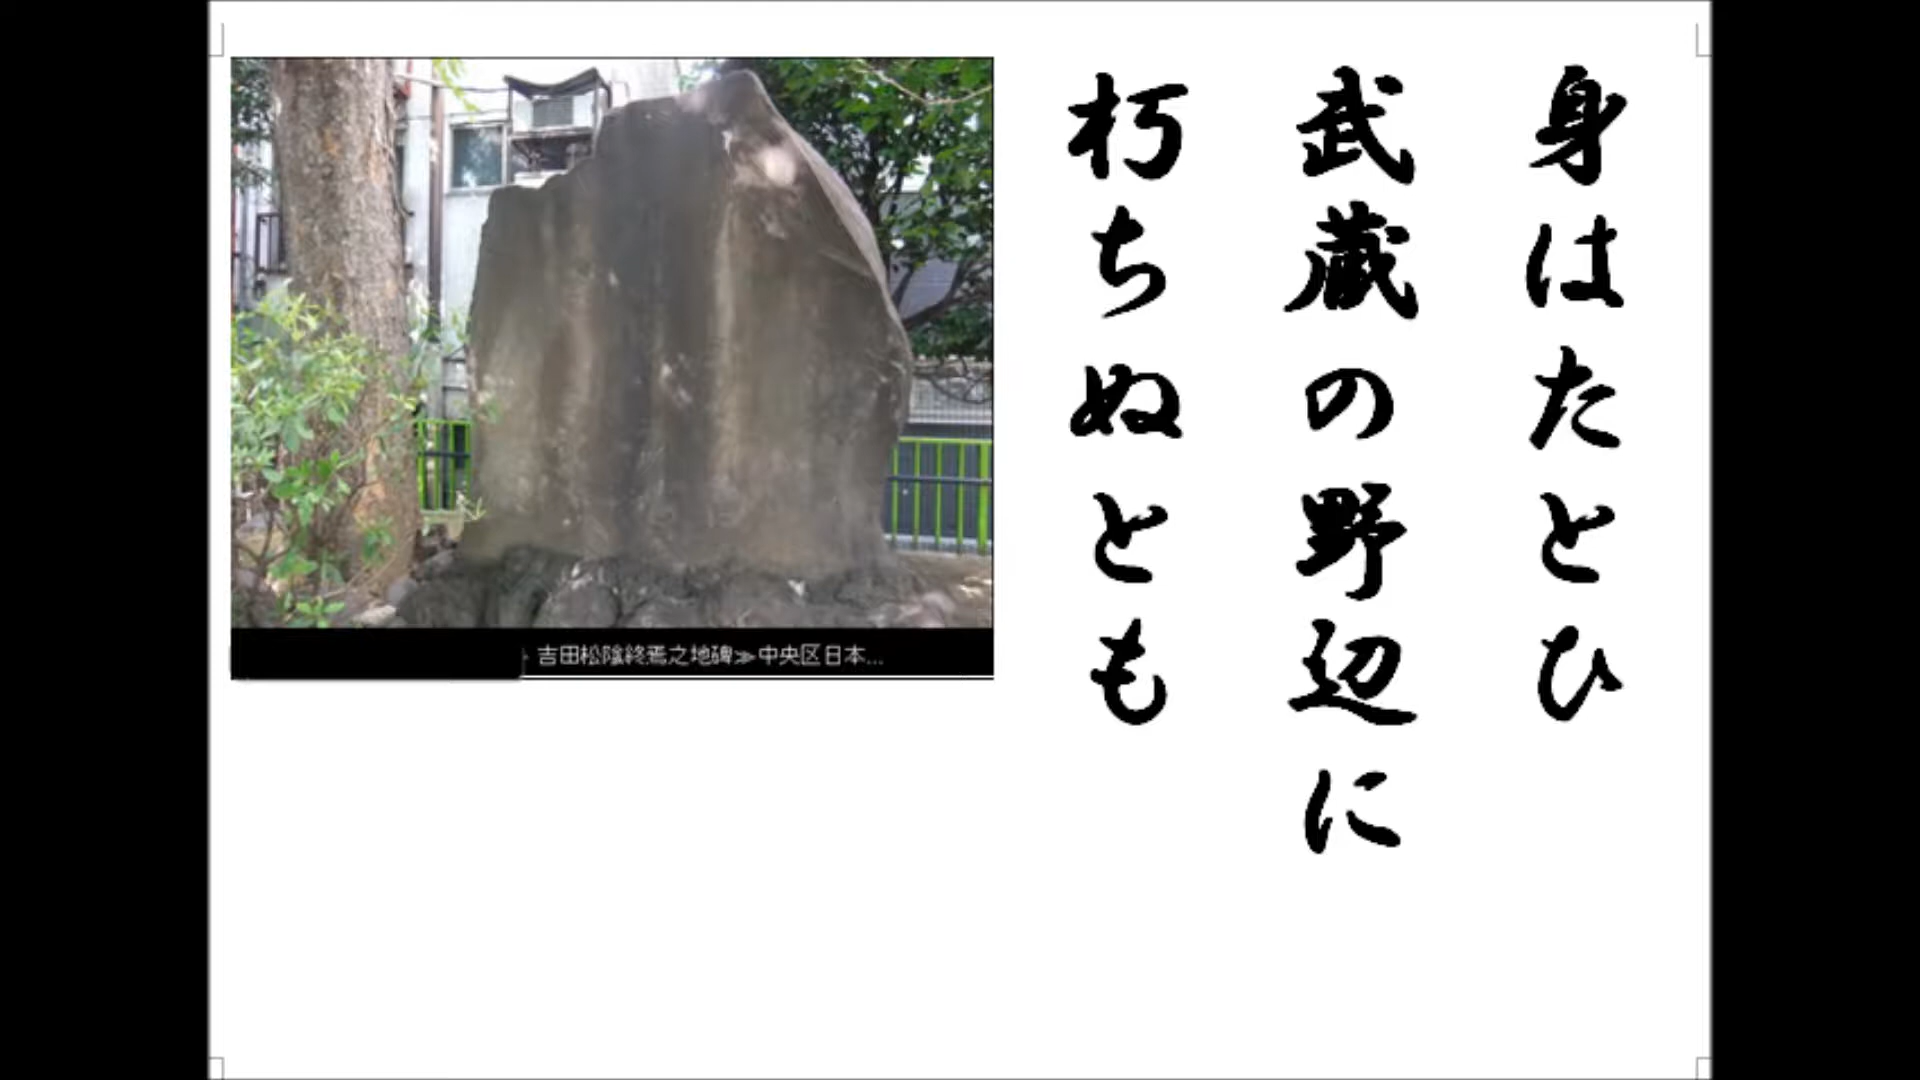 身はたとひ
武蔵の野辺に
朽ちぬとも
吉田松陰終焉之地碑≫中央区日本...